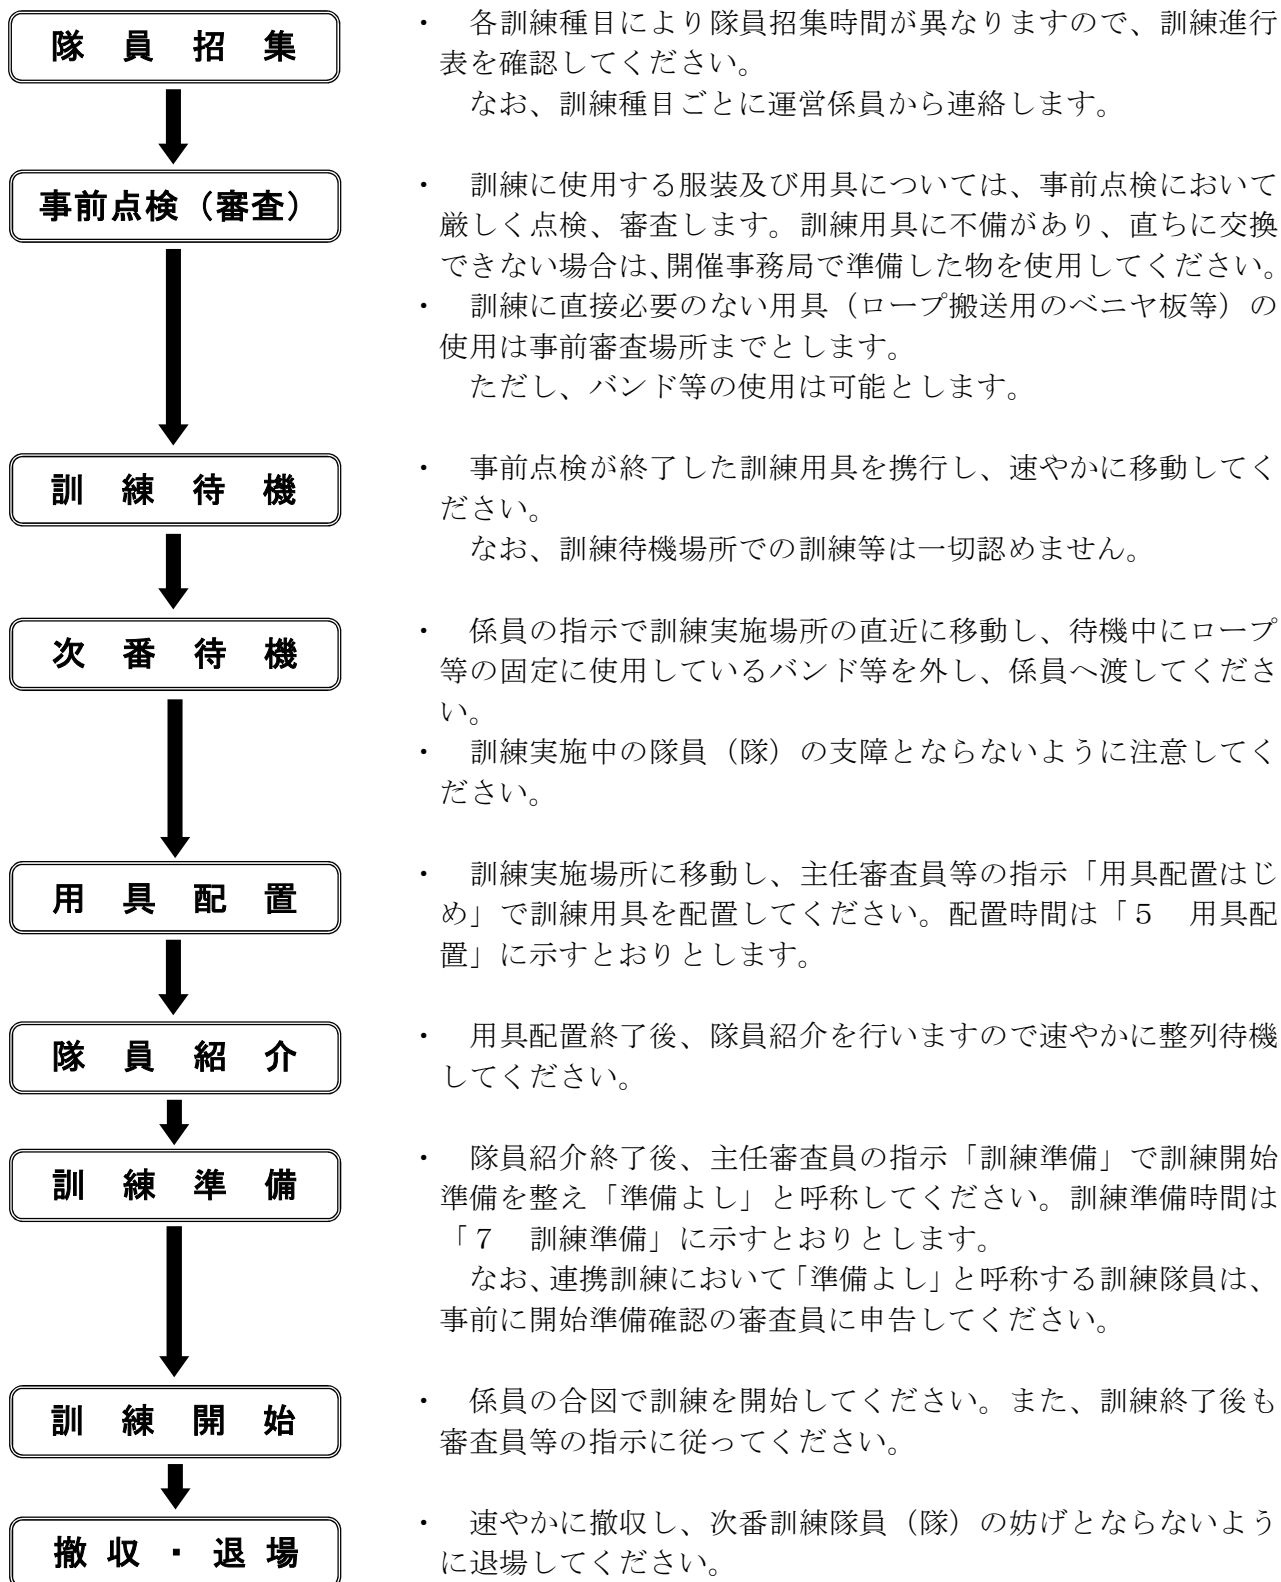 隊員招集
・　各訓練種目により隊員招集時間が異なりますので、訓練進行
表を確認してください。
なお、訓練種目ごとに運営係員から連絡します。
事前点検（審査）
・　訓練に使用する服装及び用具については、事前点検において
厳しく点検、審査します。訓練用具に不備があり、直ちに交換
できない場合は、開催事務局で準備した物を使用してください。
・　訓練に直接必要のない用具（ロープ搬送用のベニヤ板等）の
使用は事前審査場所までとします。
ただし、バンド等の使用は可能とします。
訓練待機
・　事前点検が終了した訓練用具を携行し、速やかに移動してく
ださい。
なお、訓練待機場所での訓練等は一切認めません。
次番待機
・　係員の指示で訓練実施場所の直近に移動し、待機中にロープ
等の固定に使用しているバンド等を外し、係員へ渡してくださ
い。
・　訓練実施中の隊員（隊）の支障とならないように注意してく
ださい。
用具配置
・　訓練実施場所に移動し、主任審査員等の指示「用具配置はじ
め」で訓練用具を配置してください。配置時間は「５　用具配
置」に示すとおりとします。
隊員紹介
・　用具配置終了後、隊員紹介を行いますので速やかに整列待機
してください。
訓練準備
・　隊員紹介終了後、主任審査員の指示「訓練準備」で訓練開始
準備を整え「準備よし」と呼称してください。訓練準備時間は
「７　訓練準備」に示すとおりとします。
なお、連携訓練において「準備よし」と呼称する訓練隊員は、
事前に開始準備確認の審査員に申告してください。
訓練開始
・　係員の合図で訓練を開始してください。また、訓練終了後も
審査員等の指示に従ってください。
撤収・退場
・　速やかに撤収し、次番訓練隊員（隊）の妨げとならないよう
に退場してください。